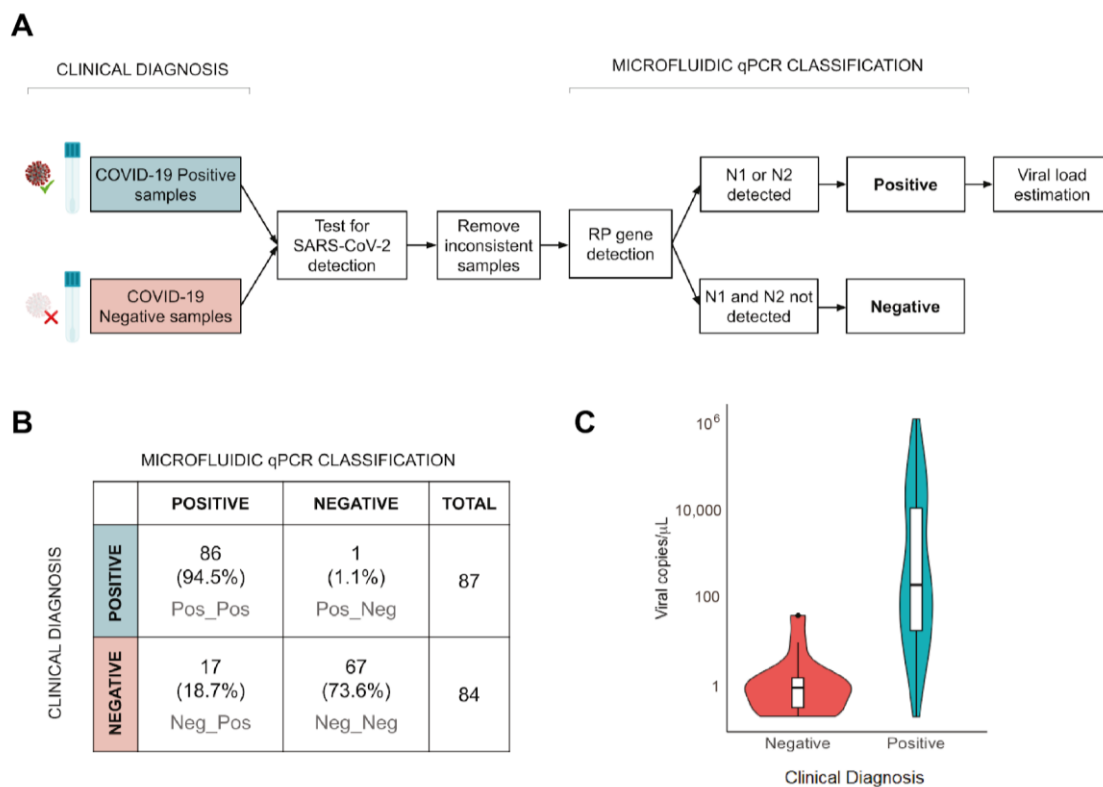 A
CLINICAL DIAGNOSIS
MICROFLUIDIC qPCR CLASSIFICATION
COVID-19 Positive
samples
COVID-19
Negative samples
Test for
SARS-CoV-2
detection
Remove
inconsistent
samples
RP gene
detection
N1 or N2
detected
Positive
Viral load
estimation
N1 and N2 not
detected
Negative
B
MICROFLUIDIC qPCR CLASSIFICATION
CLINICAL DIAGNOSIS
POSITIVE NEGATIVE TOTAL
POSITIVE
86 1
(94.5%) (1.1%) 87
Pos_Pos Pos_Neg
NEGATIVE
17 67
(18.7%) (73.6%) 84
Neg_Pos Neg_Neg
C
Viral copies/μL
10⁶
10,000
100
1
Negative Positive
Clinical Diagnosis